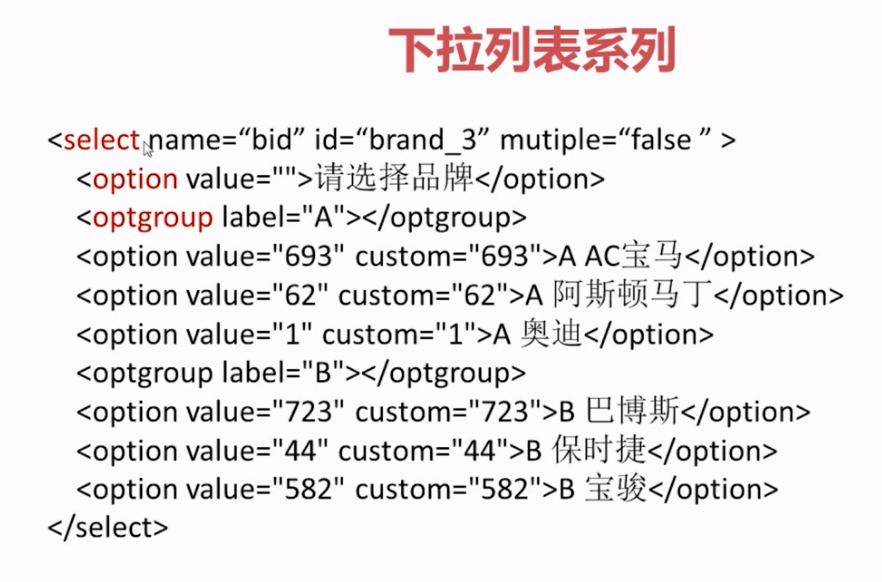 下拉列表系列
<select name=“bid” id=“brand_3” mutiple=“false ” >
<option value="">请选择品牌</option>
<optgroup label="A"></optgroup>
<option value="693" custom="693">A AC宝马</option>
<option value="62" custom="62">A 阿斯顿马丁</option>
<option value="1" custom="1">A 奥迪</option>
<optgroup label="B"></optgroup>
<option value="723" custom="723">B 巴博斯</option>
<option value="44" custom="44">B 保时捷</option>
<option value="582" custom="582">B 宝骏</option>
</select>